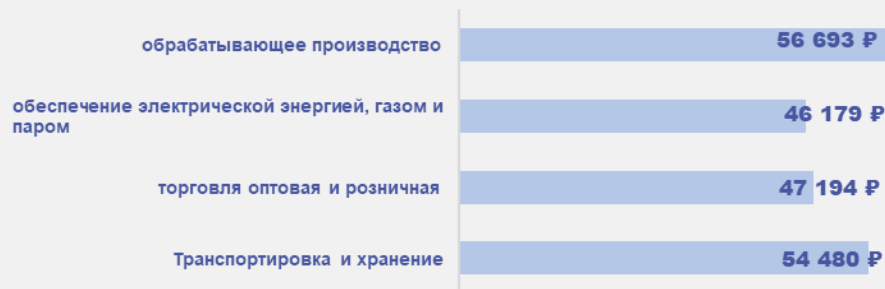 обрабатывающее производство
56 693 ₽
обеспечение электрической энергией, газом и
паром
46 179 ₽
торговля оптовая и розничная
47 194 ₽
Транспортировка и хранение
54 480 ₽